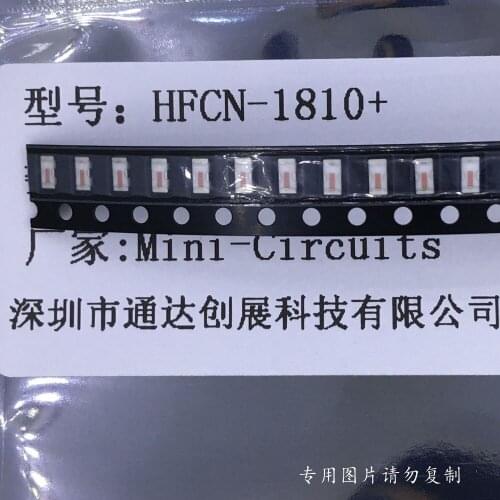 型号：HFCN-1810+
厂家:Mini-Circuits
深圳市通达创展科技有限公司
专用图片请勿复制